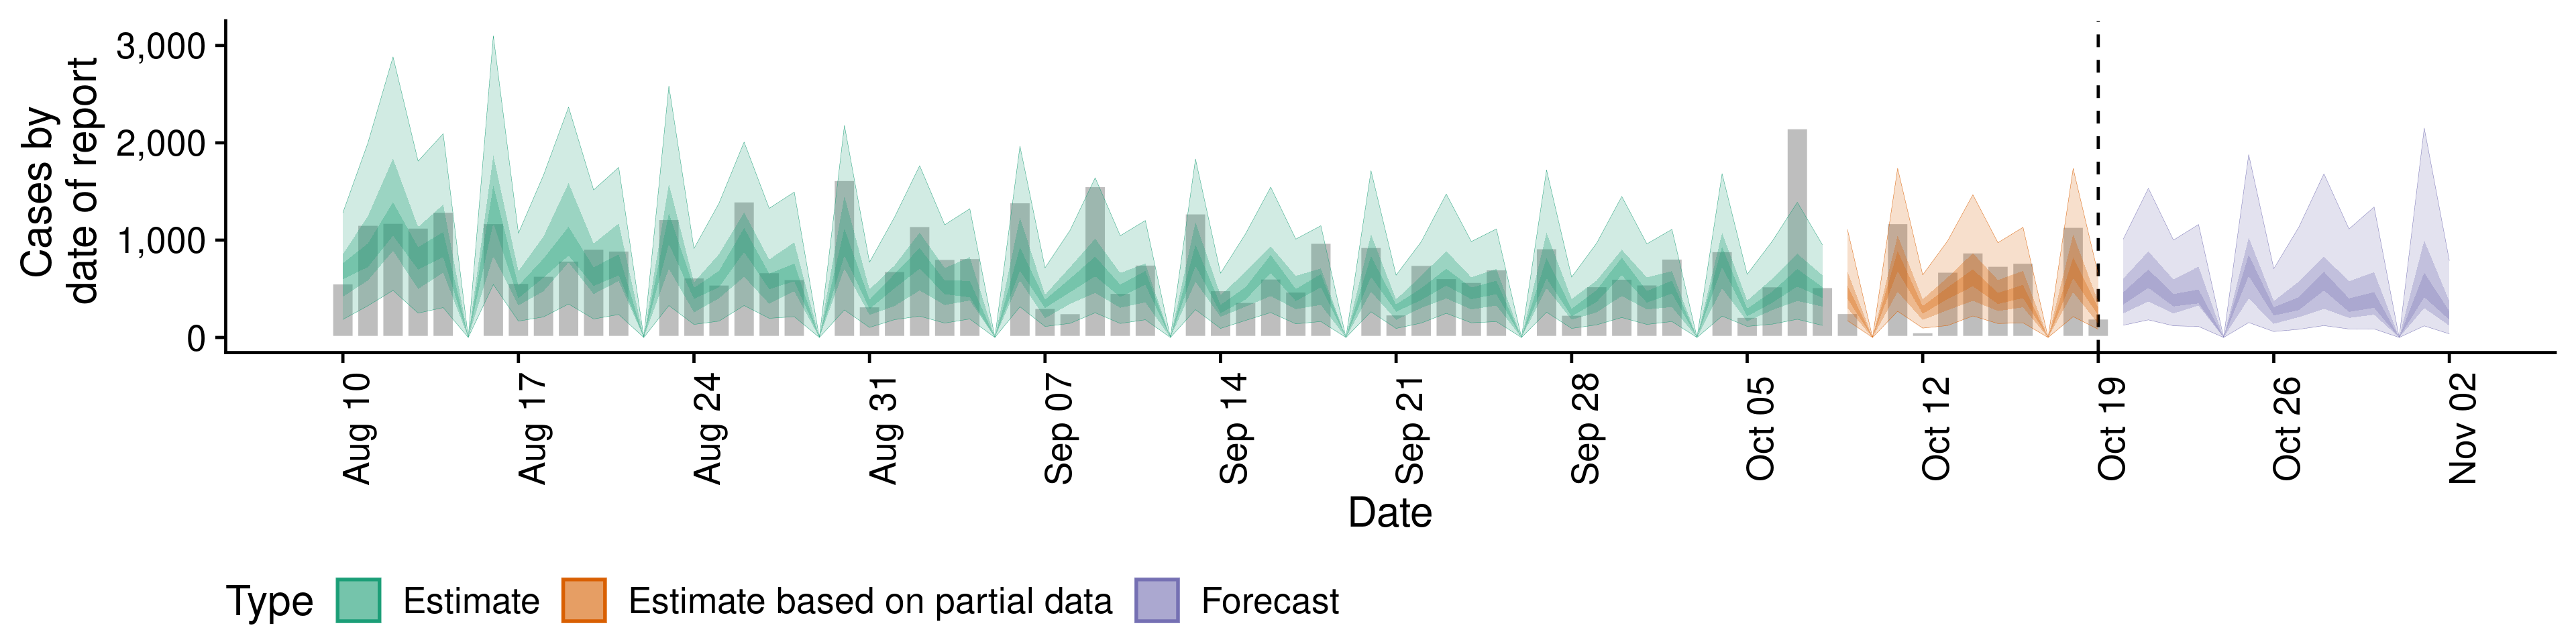 Cases by
date of report
3,000
2,000
1,000
0
Aug 10
Aug 17
Aug 24
Aug 31
Sep 07
Sep 14
Sep 21
Sep 28
Oct 05
Oct 12
Oct 19
Oct 26
Nov 02
Date
Type Estimate Estimate based on partial data Forecast